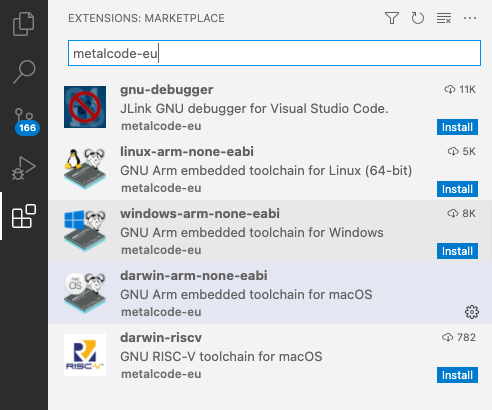 EXTENSIONS: MARKETPLACE
metalcode-eu
gnu-debugger 11K
JLink GNU debugger for Visual Studio Code.
metalcode-eu Install
linux-arm-none-eabi 5K
GNU Arm embedded toolchain for Linux (64-bit)
metalcode-eu Install
166
windows-arm-none-eabi 8K
GNU Arm embedded toolchain for Windows
metalcode-eu Install
darwin-arm-none-eabi
GNU Arm embedded toolchain for macOS
metalcode-eu
OS
darwin-riscv 782
GNU RISC-V toolchain for macOS
metalcode-eu Install
RISC-V